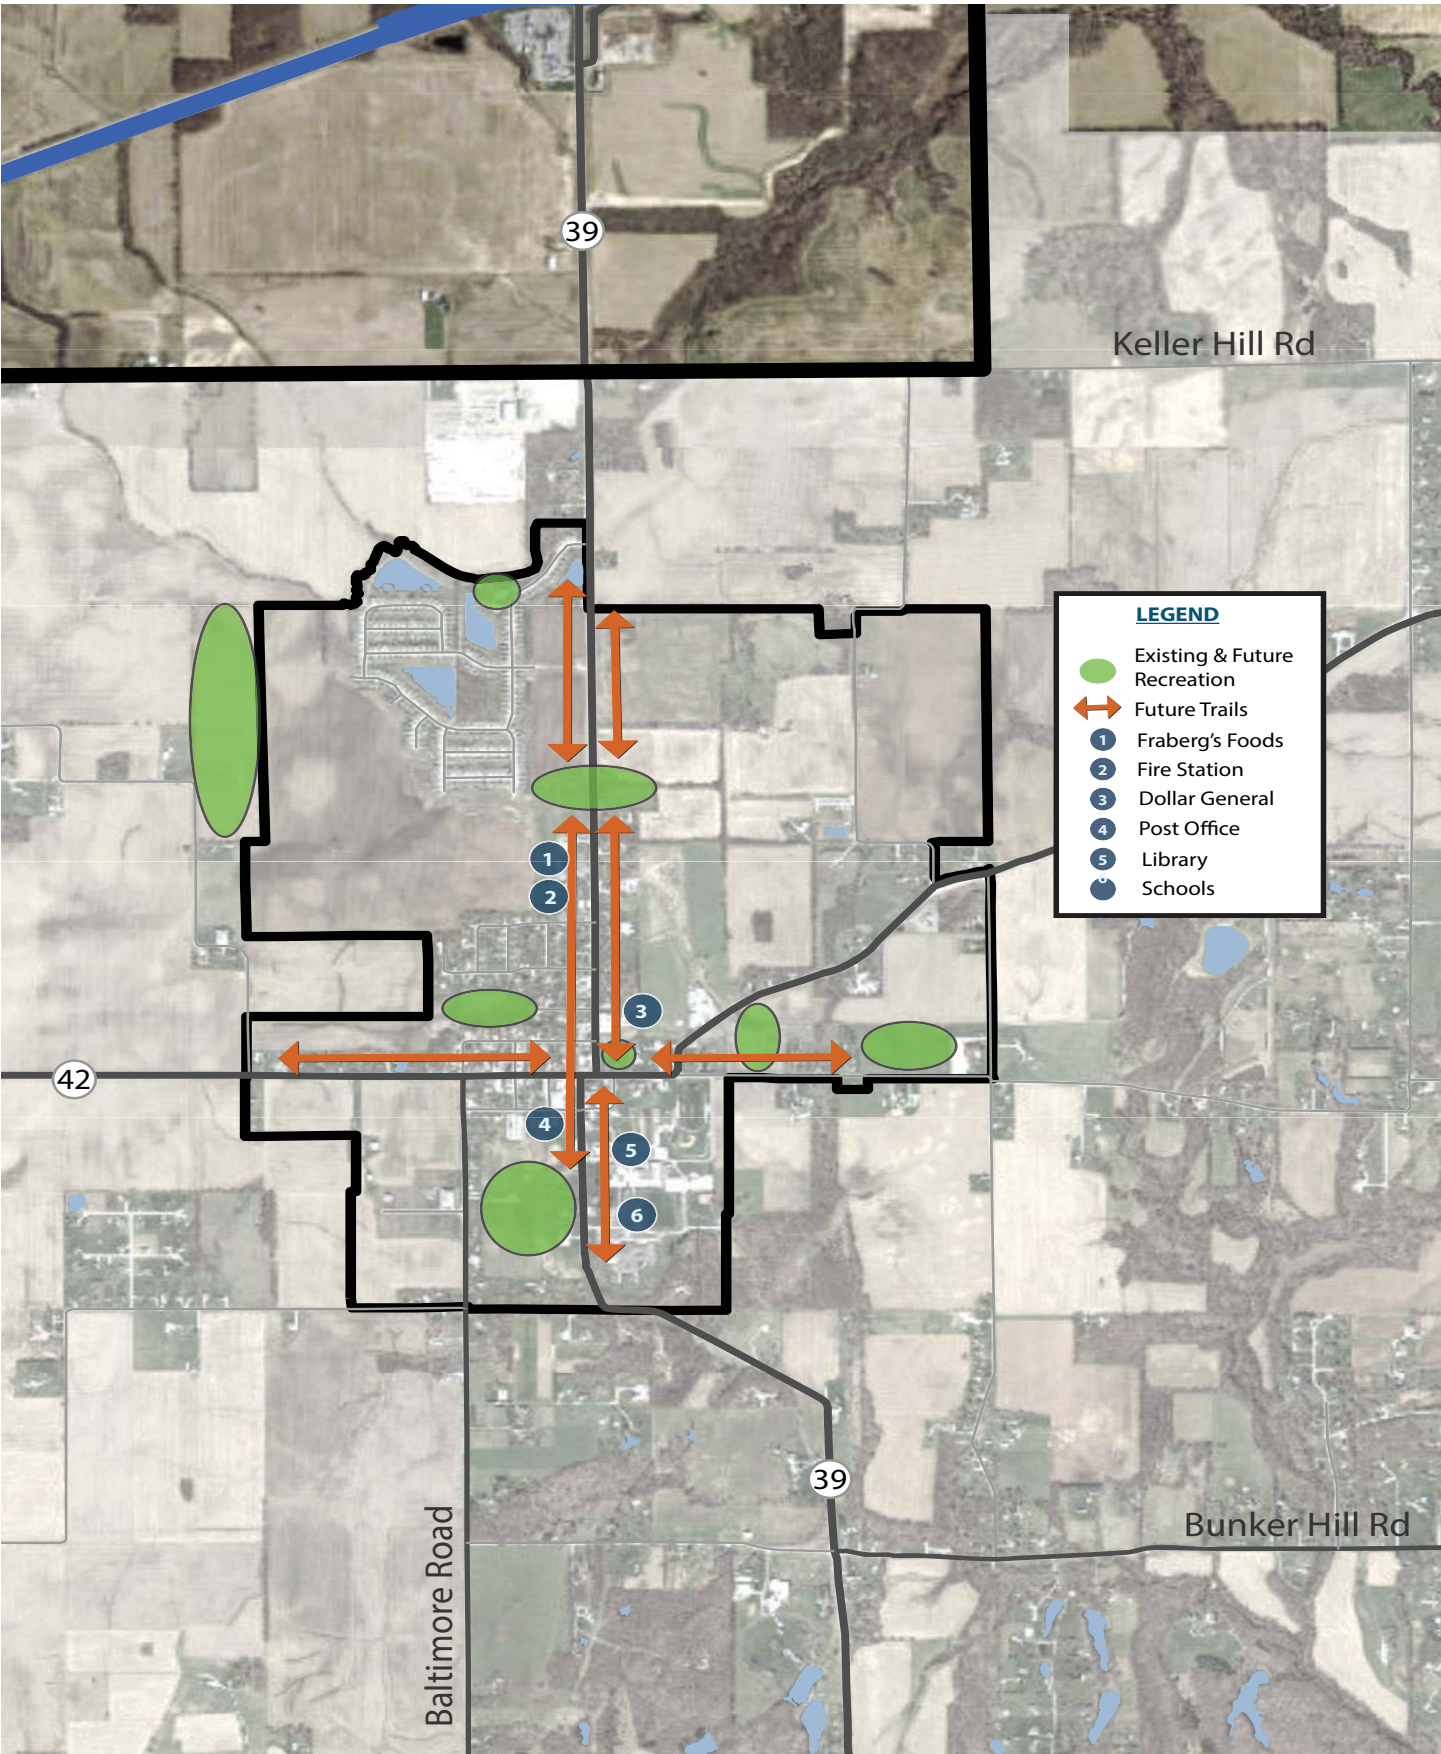 39
Keller Hill Rd
LEGEND
Existing & Future
Recreation
Future Trails
1 Fraberg's Foods
2 Fire Station
3 Dollar General
4 Post Office
5 Library
6 Schools
1
2
3
42
4
5
6
39
Bunker Hill Rd
Baltimore Road